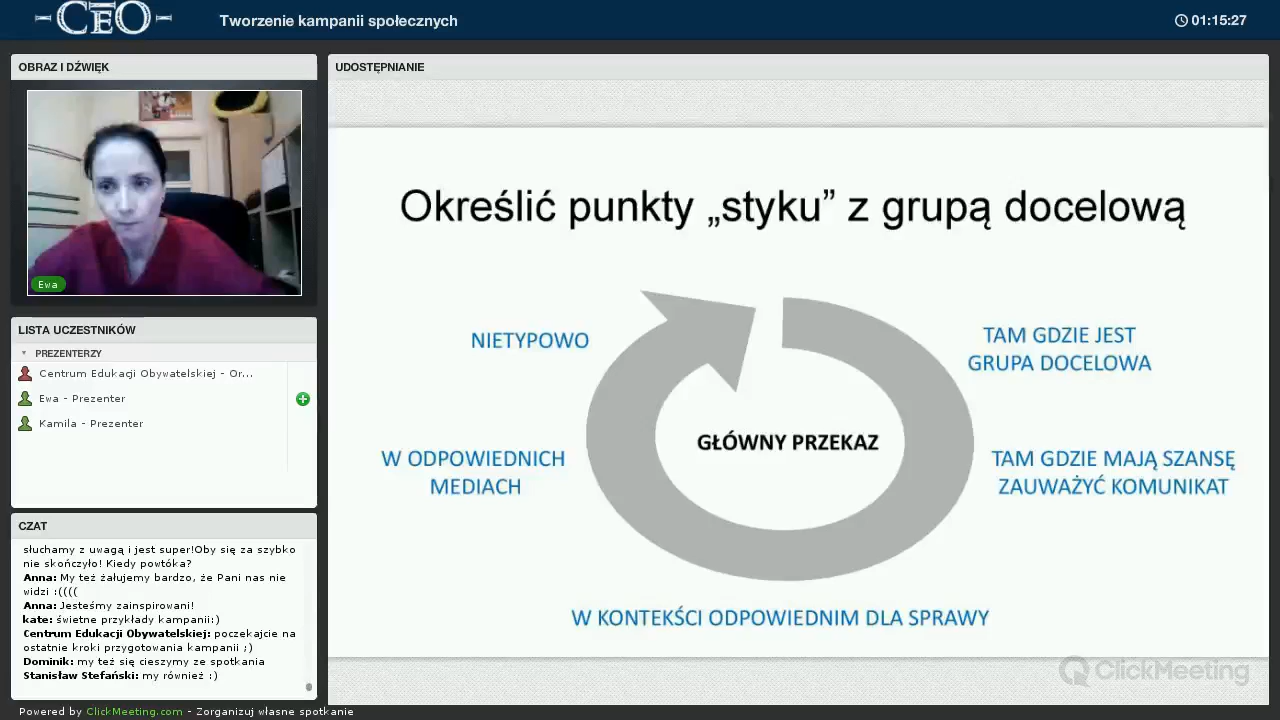 CEO
Tworzenie kampanii społecznych
01:15:27
OBRAZ I DŹWIĘK
Ewa
LISTA UCZESTNIKÓW
PREZENTERZY
Centrum Edukacji Obywatelskiej - Or...
Ewa - Prezenter
Kamila - Prezenter
CZAT
słuchamy z uwagą i jest super!Oby się za szybko
nie skończyło! Kiedy powtóka?
Anna: My też żałujemy bardzo, że Pani nas nie
widzi :((((
Anna: Jesteśmy zainspirowani!
kate: świetne przykłady kampanii:)
Centrum Edukacji Obywatelskiej: poczekajcie na
ostatnie kroki przygotowania kampanii ;)
Dominik: my też się cieszymy ze spotkania
Stanisław Stefański: my również :)
UDOSTĘPNIANIE
Określić punkty „styku” z grupą docelową
NIETYPOWO
TAM GDZIE JEST
GRUPA DOCELOWA
GŁÓWNY PRZEKAZ
W ODPOWIEDNICH
MEDIACH
TAM GDZIE MAJĄ SZANSĘ
ZAUWAŻYĆ KOMUNIKAT
W KONTEKŚCI ODPOWIEDNIM DLA SPRAWY
ClickMeeting
Powered by ClickMeeting.com - Zorganizuj własne spotkanie